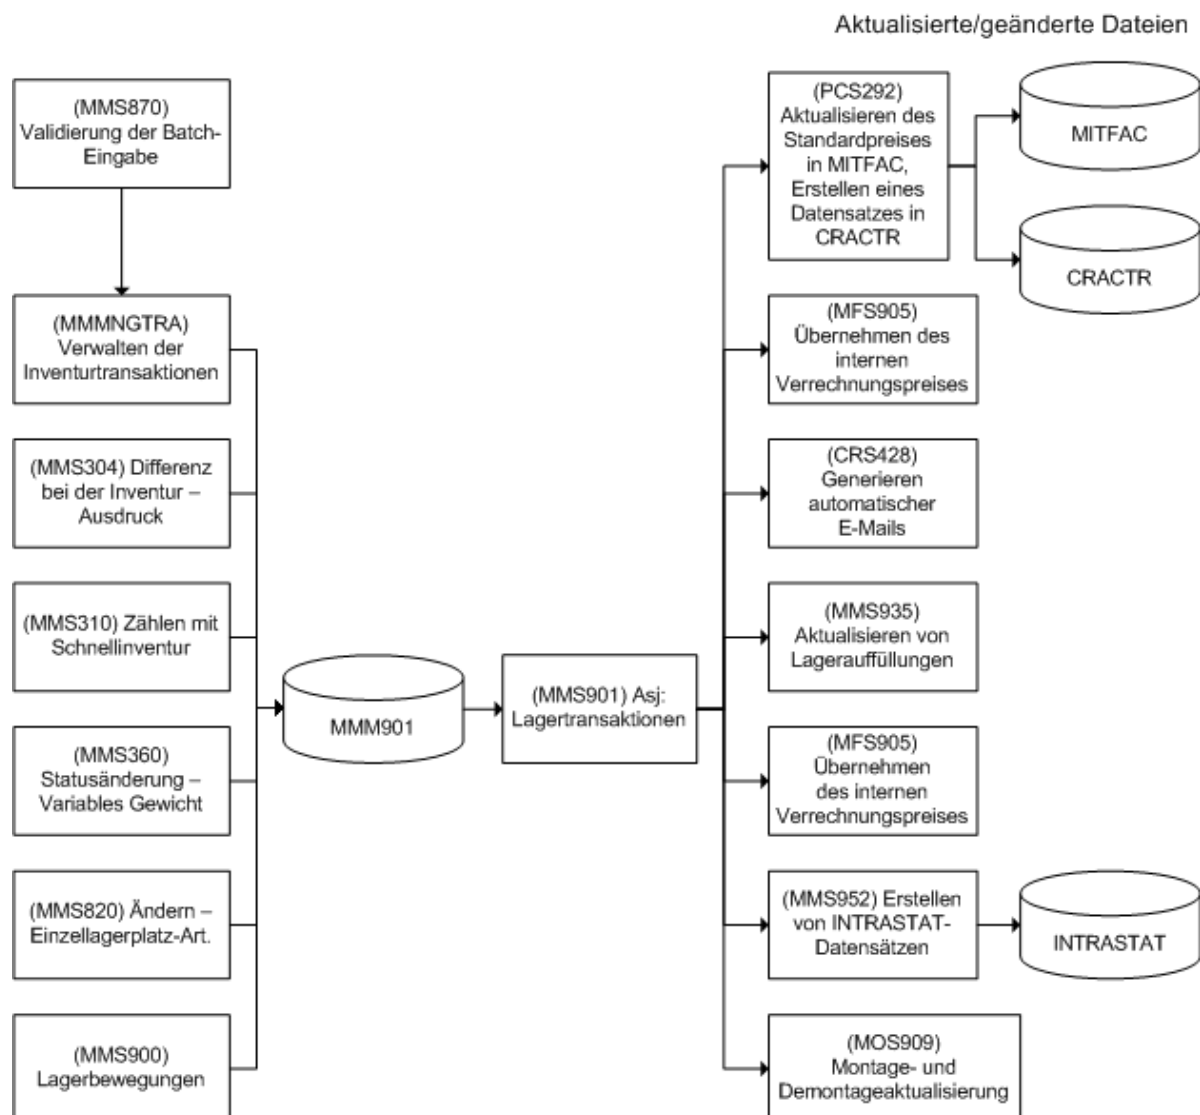 Aktualisierte/geänderte Dateien
(MMS870)
Validierung der Batch-
Eingabe
(MMMNGTRA)
Verwalten der
Inventurtransaktionen
(MMS304) Differenz
bei der Inventur –
Ausdruck
(MMS310) Zählen mit
Schnellinventur
(MMS360)
Statusänderung –
Variables Gewicht
(MMS820) Ändern –
Einzellagerplatz-Art.
(MMS900)
Lagerbewegungen
MMM901
(MMS901) Asj:
Lagertransaktionen
(PCS292)
Aktualisieren des
Standardpreises
in MITFAC,
Erstellen eines
Datensatzes in
CRACTR
(MFS905)
Übernehmen des
internen
Verrechnungspreises
(CRS428)
Generieren
automatischer
E-Mails
(MMS935)
Aktualisieren von
Lagerauffüllungen
(MFS905)
Übernehmen
des internen
Verrechnungspreises
(MMS952) Erstellen
von INTRASTAT-
Datensätzen
(MOS909)
Montage- und
Demontageaktualisierung
MITFAC
CRACTR
INTRASTAT